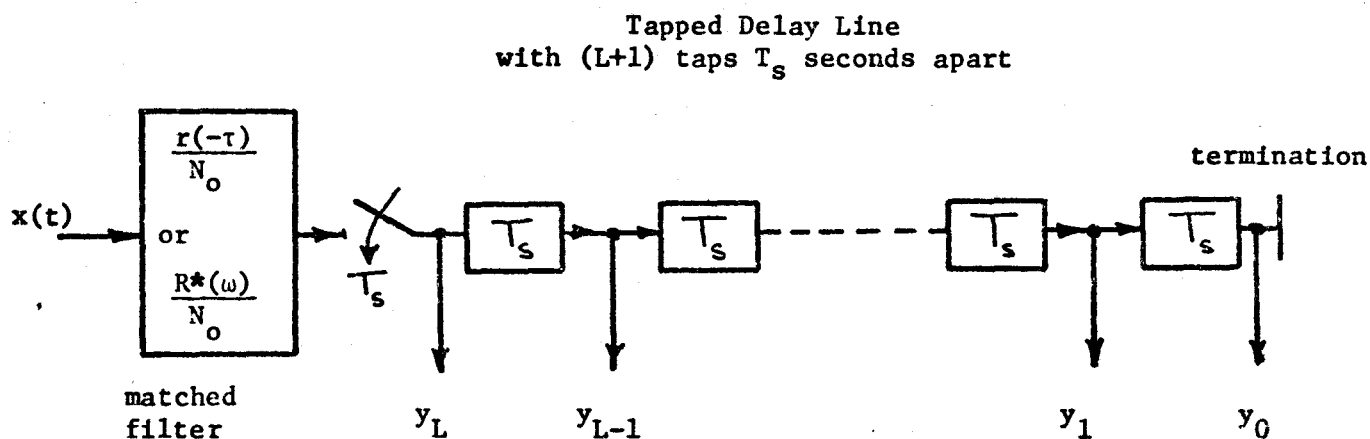 Tapped Delay Line
with (L+1) taps T_s seconds apart
r(-τ)
N_o
or
R*(ω)
N_o
x(t)
T_s
T_s
T_s
T_s
T_s
termination
matched
filter
y_L
y_{L-1}
y_1
y_0